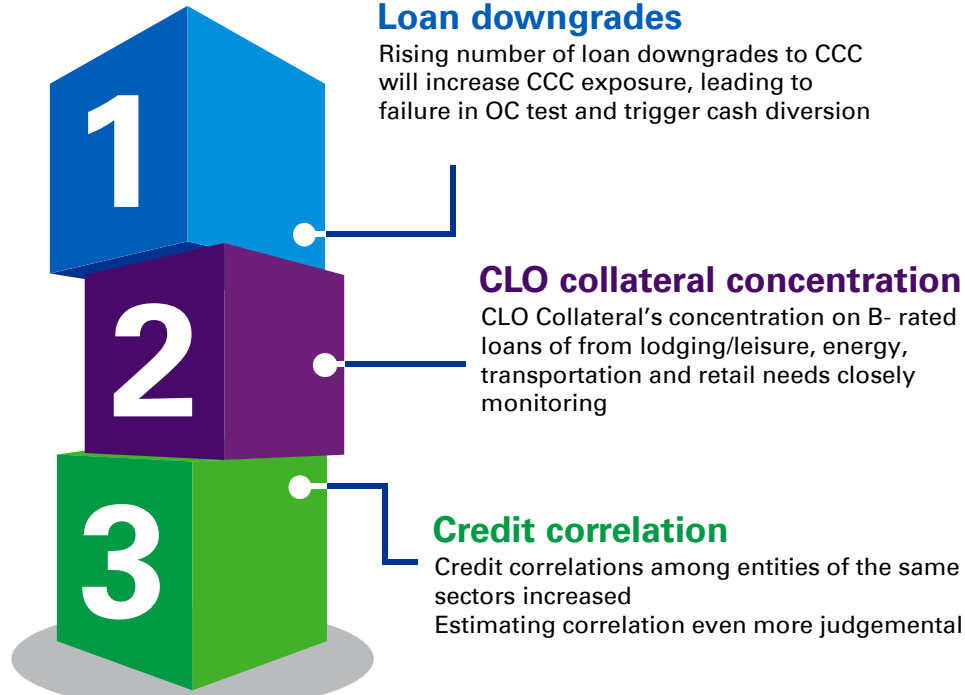 1
Loan downgrades
Rising number of loan downgrades to CCC
will increase CCC exposure, leading to
failure in OC test and trigger cash diversion
2
CLO collateral concentration
CLO Collateral’s concentration on B- rated
loans of from lodging/leisure, energy,
transportation and retail needs closely
monitoring
3
Credit correlation
Credit correlations among entities of the same
sectors increased
Estimating correlation even more judgemental